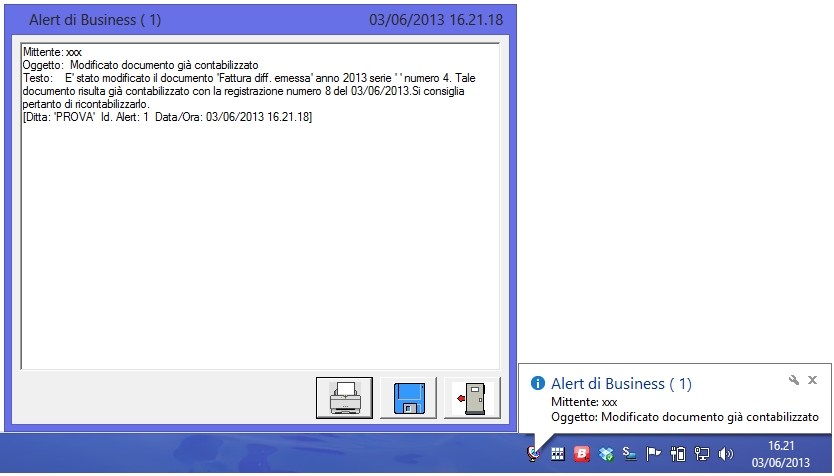 Alert di Business ( 1) 03/06/2013 16.21.18
Mittente: xxx
Oggetto: Modificato documento già contabilizzato
Testo: E' stato modificato il documento 'Fattura diff. emessa' anno 2013 serie ' ' numero 4. Tale
documento risulta già contabilizzato con la registrazione numero 8 del 03/06/2013.Si consiglia
pertanto di ricontabilizzarlo.
[Ditta: 'PROVA' Id. Alert: 1 Data/Ora: 03/06/2013 16.21.18]
Alert di Business ( 1)
Mittente: xxx
Oggetto: Modificato documento già contabilizzato
16.21
03/06/2013